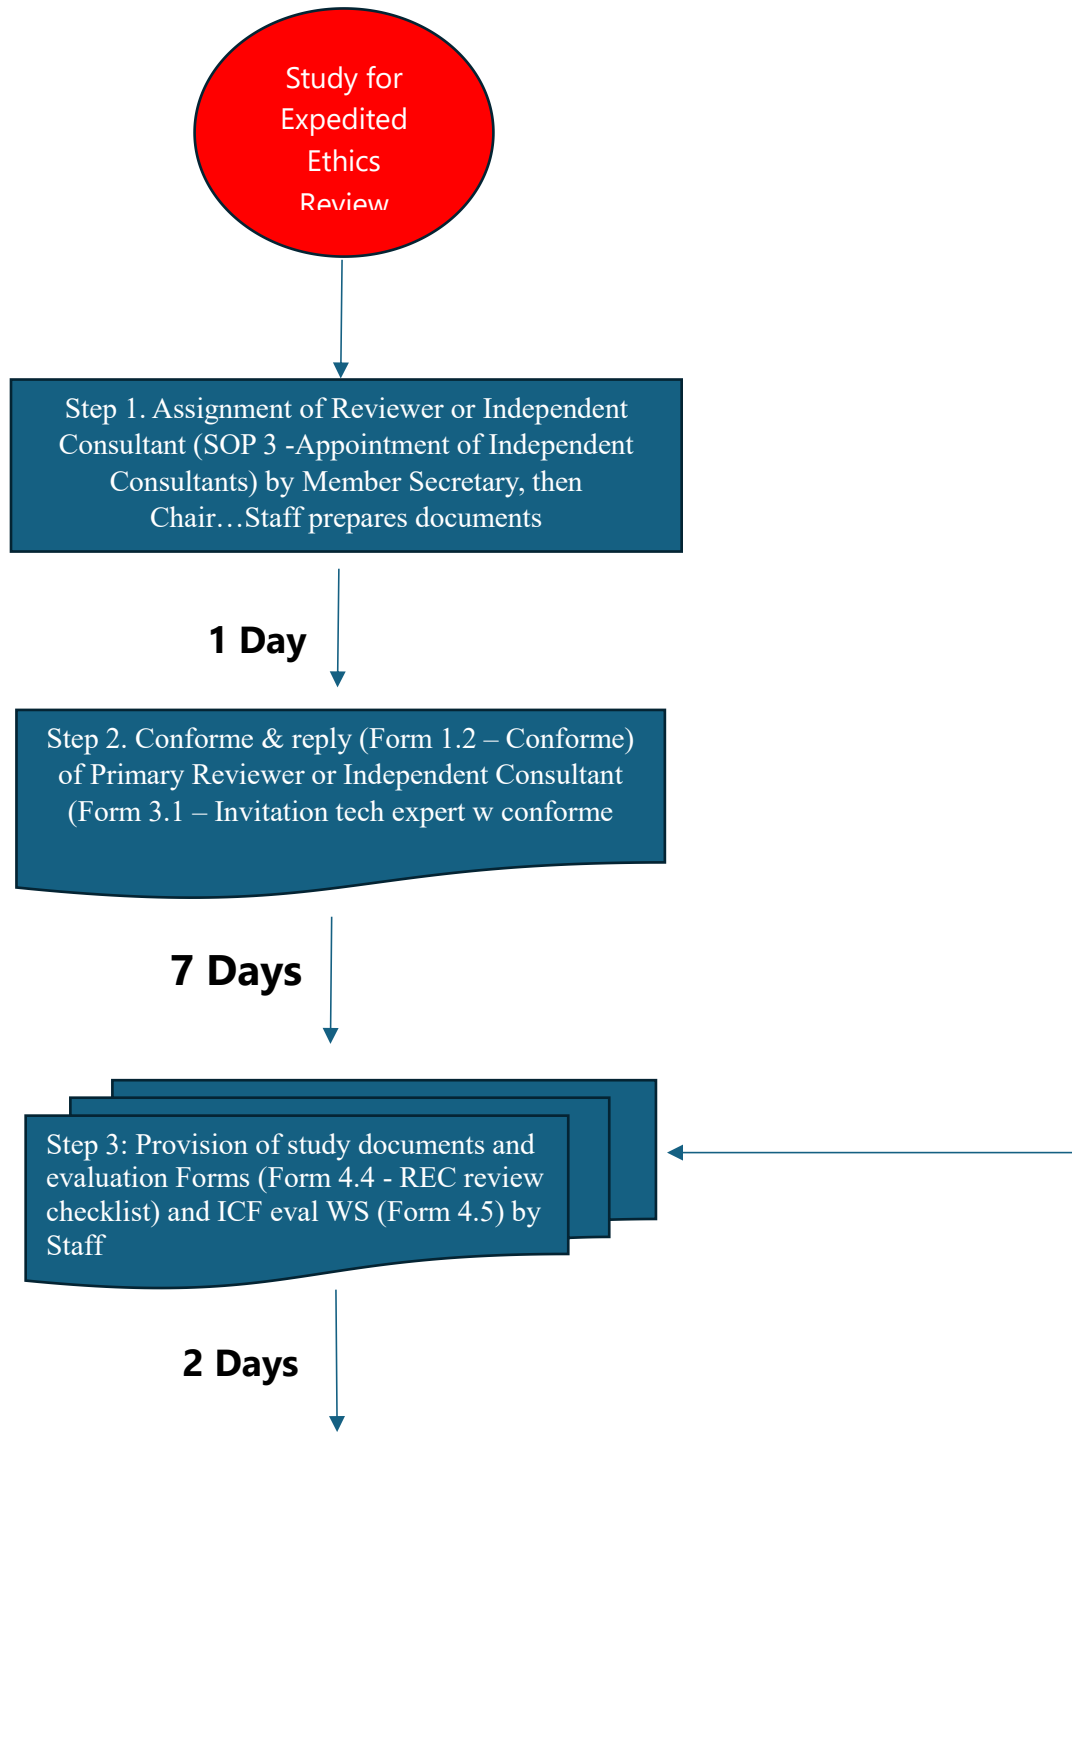 Study for
Expedited
Ethics
Review
Step 1. Assignment of Reviewer or Independent
Consultant (SOP 3 -Appointment of Independent
Consultants) by Member Secretary, then
Chair…Staff prepares documents
1 Day
Step 2. Conforme & reply (Form 1.2 – Conforme)
of Primary Reviewer or Independent Consultant
(Form 3.1 – Invitation tech expert w conforme
7 Days
Step 3: Provision of study documents and
evaluation Forms (Form 4.4 - REC review
checklist) and ICF eval WS (Form 4.5) by
Staff
2 Days